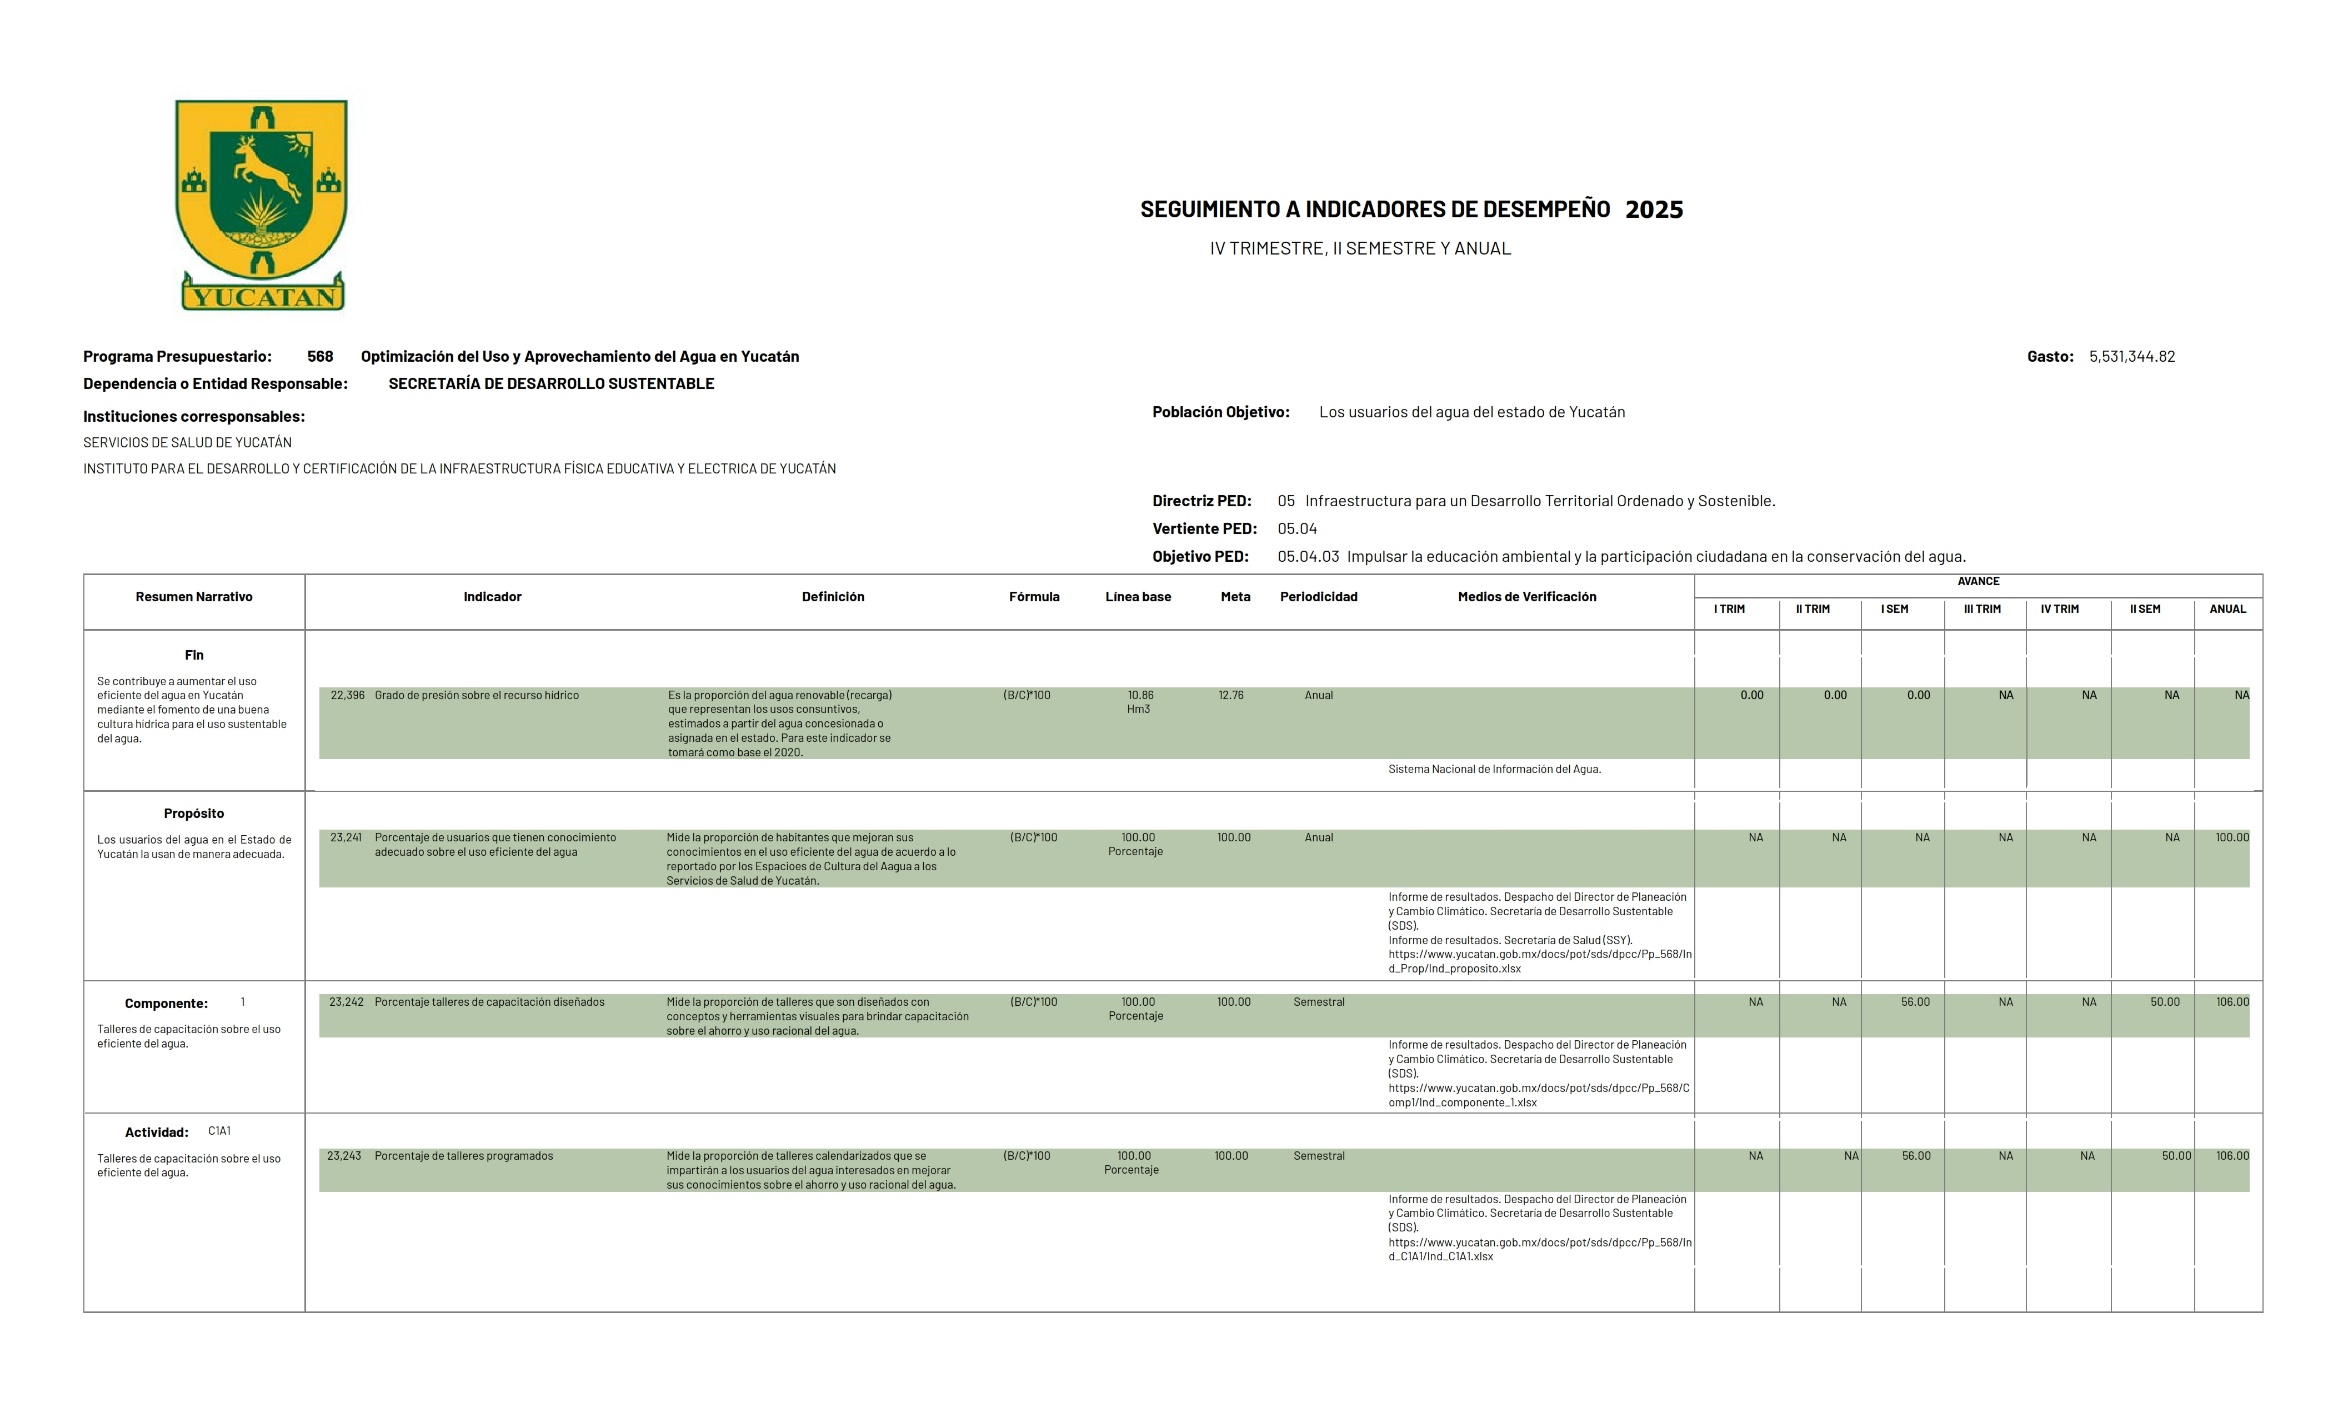 YUCATAN
SEGUIMIENTO A INDICADORES DE DESEMPEÑO 2025
IV TRIMESTRE, II SEMESTRE Y ANUAL
Programa Presupuestario: 568 Optimización del Uso y Aprovechamiento del Agua en Yucatán
Gasto: 5,531,344.82
Dependencia o Entidad Responsable: SECRETARÍA DE DESARROLLO SUSTENTABLE
Instituciones corresponsables:
Población Objetivo: Los usuarios del agua del estado de Yucatán
SERVICIOS DE SALUD DE YUCATÁN
INSTITUTO PARA EL DESARROLLO Y CERTIFICACIÓN DE LA INFRAESTRUCTURA FÍSICA EDUCATIVA Y ELECTRICA DE YUCATÁN
Directriz PED: 05 Infraestructura para un Desarrollo Territorial Ordenado y Sostenible.
Vertiente PED: 05.04
Objetivo PED: 05.04.03 Impulsar la educación ambiental y la participación ciudadana en la conservación del agua.
Resumen Narrativo Indicador Definición Fórmula Línea base Meta Periodicidad Medios de Verificación AVANCE
I TRIM II TRIM I SEM III TRIM IV TRIM II SEM ANUAL
Fin
Se contribuye a aumentar el uso
eficiente del agua en Yucatán
mediante el fomento de una buena
cultura hídrica para el uso sustentable
del agua.
22,396 Grado de presión sobre el recurso hídrico
Es la proporción del agua renovable (recarga)
que representan los usos consuntivos,
estimados a partir del agua concesionada o
asignada en el estado. Para este indicador se
tomará como base el 2020.
(B/C)*100
10.86
Hm3
12.76 Anual
0.00 0.00 0.00 NA NA NA NA
Sistema Nacional de Información del Agua.
Propósito
Los usuarios del agua en el Estado de
Yucatán la usan de manera adecuada.
23,241 Porcentaje de usuarios que tienen conocimiento
adecuado sobre el uso eficiente del agua
Mide la proporción de habitantes que mejoran sus
conocimientos en el uso eficiente del agua de acuerdo a lo
reportado por los Espacioes de Cultura del Aagua a los
Servicios de Salud de Yucatán.
(B/C)*100
100.00
Porcentaje
100.00 Anual
NA NA NA NA NA NA 100.00
Informe de resultados. Despacho del Director de Planeación
y Cambio Climático. Secretaría de Desarrollo Sustentable
(SDS).
Informe de resultados. Secretaría de Salud (SSY).
https://www.yucatan.gob.mx/docs/pot/sds/dpcc/Pp_568/In
d_Prop/Ind_proposito.xlsx
Componente: 1
Talleres de capacitación sobre el uso
eficiente del agua.
23,242 Porcentaje talleres de capacitación diseñados
Mide la proporción de talleres que son diseñados con
conceptos y herramientas visuales para brindar capacitación
sobre el ahorro y uso racional del agua.
(B/C)*100
100.00
Porcentaje
100.00 Semestral
NA NA 56.00 NA NA 50.00 106.00
Informe de resultados. Despacho del Director de Planeación
y Cambio Climático. Secretaría de Desarrollo Sustentable
(SDS).
https://www.yucatan.gob.mx/docs/pot/sds/dpcc/Pp_568/C
omp1/Ind_componente_1.xlsx
Actividad: C1A1
Talleres de capacitación sobre el uso
eficiente del agua.
23,243 Porcentaje de talleres programados
Mide la proporción de talleres calendarizados que se
impartirán a los usuarios del agua interesados en mejorar
sus conocimientos sobre el ahorro y uso racional del agua.
(B/C)*100
100.00
Porcentaje
100.00 Semestral
NA NA 56.00 NA NA 50.00 106.00
Informe de resultados. Despacho del Director de Planeación
y Cambio Climático. Secretaría de Desarrollo Sustentable
(SDS).
https://www.yucatan.gob.mx/docs/pot/sds/dpcc/Pp_568/In
d_C1A1/Ind_C1A1.xlsx